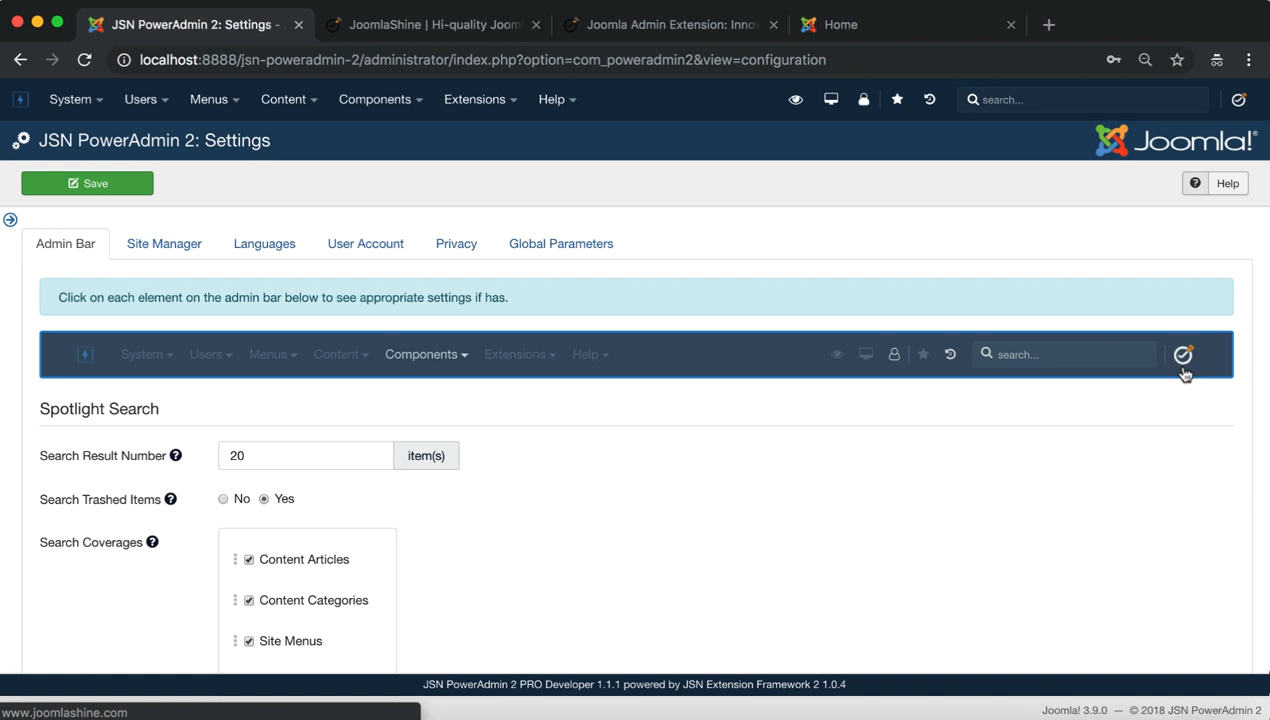 JSN PowerAdmin 2: Settings -
JoomlaShine | Hi-quality Joom
Joomla Admin Extension: Innov
Home
localhost:8888/jsn-poweradmin-2/administrator/index.php?option=com_poweradmin2&view=configuration
System Users Menus Content Components Extensions Help search...
JSN PowerAdmin 2: Settings
Joomla!®
Save
Help
Admin Bar Site Manager Languages User Account Privacy Global Parameters
Click on each element on the admin bar below to see appropriate settings if has.
System Users Menus Content Components Extensions Help search...
Spotlight Search
Search Result Number 20 item(s)
Search Trashed Items No Yes
Search Coverages
Content Articles
Content Categories
Site Menus
JSN PowerAdmin 2 PRO Developer 1.1.1 powered by JSN Extension Framework 2 1.0.4
www.joomlashine.com
Joomla! 3.9.0 — © 2018 JSN PowerAdmin 2